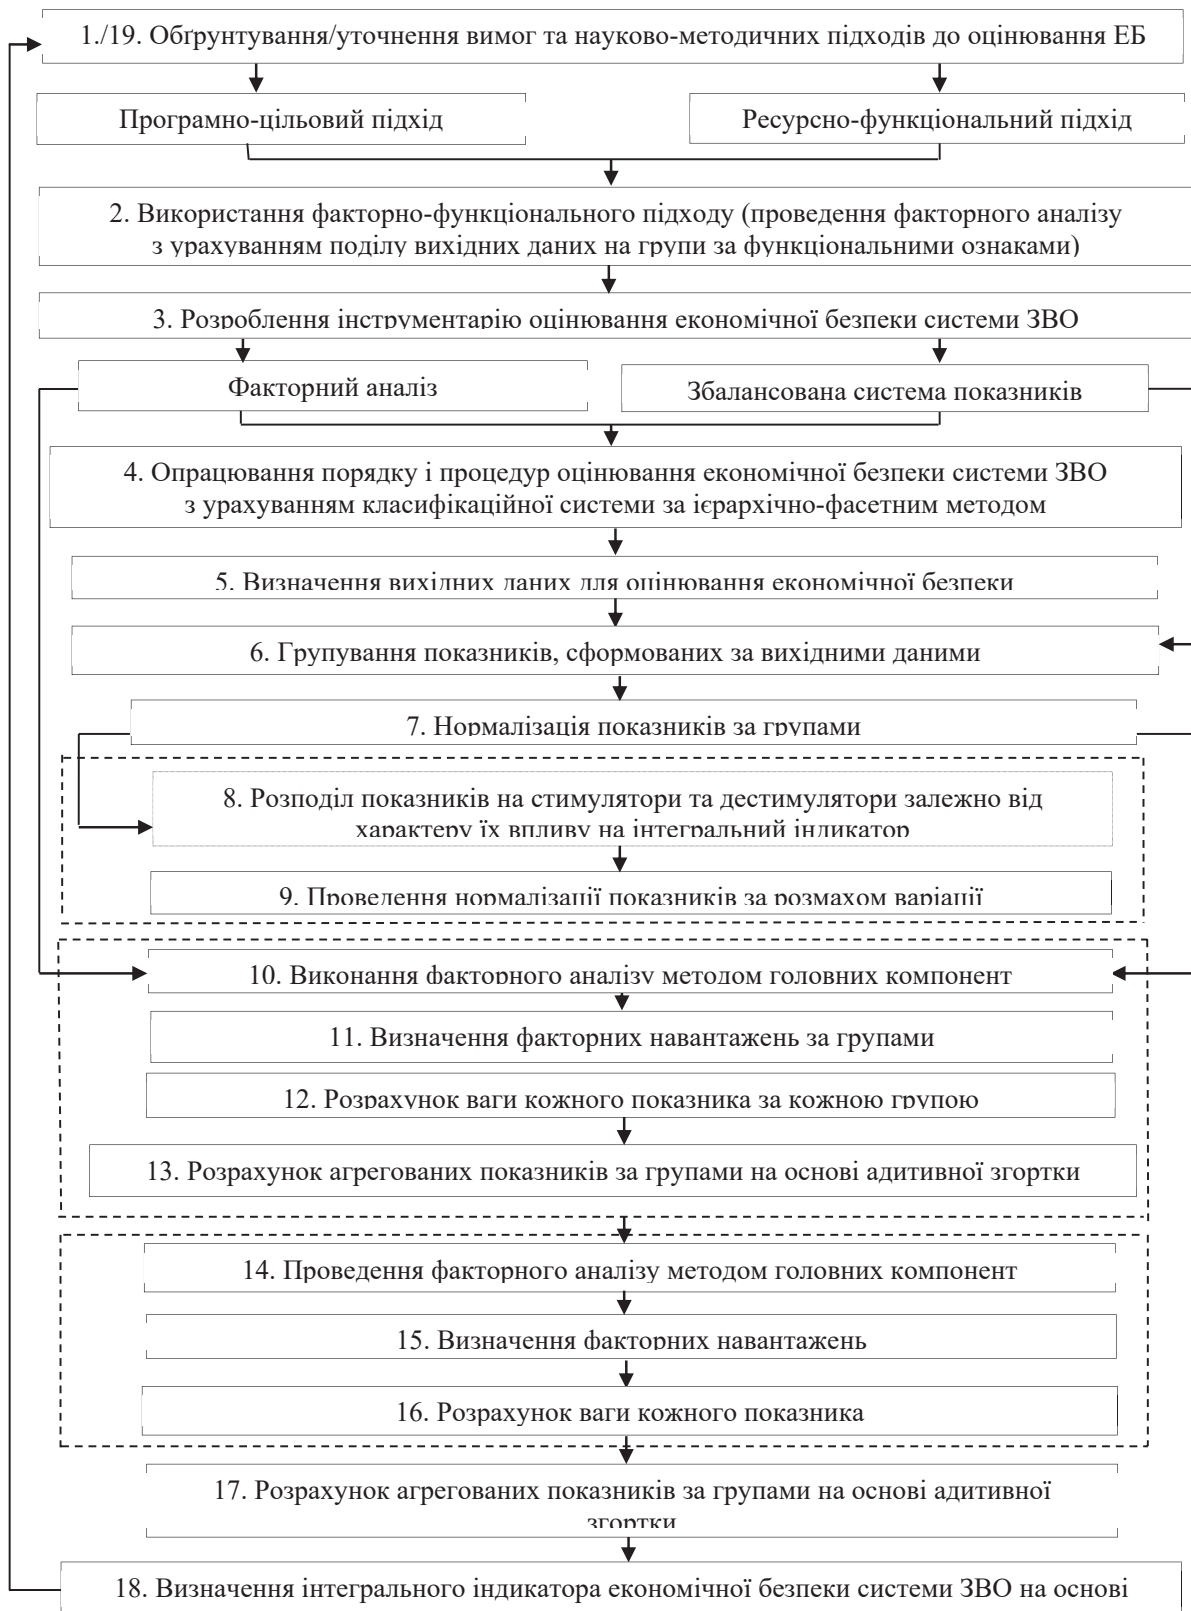 1./19. Обґрунтування/уточнення вимог та науково-методичних підходів до оцінювання ЕБ
Програмно-цільовий підхід
Ресурсно-функціональний підхід
2. Використання факторно-функціонального підходу (проведення факторного аналізу
з урахуванням поділу вихідних даних на групи за функціональними ознаками)
3. Розроблення інструментарію оцінювання економічної безпеки системи ЗВО
Факторний аналіз
Збалансована система показників
4. Опрацювання порядку і процедур оцінювання економічної безпеки системи ЗВО
з урахуванням класифікаційної системи за ієрархічно-фасетним методом
5. Визначення вихідних даних для оцінювання економічної безпеки
6. Групування показників, сформованих за вихідними даними
7. Нормалізація показників за групами
8. Розподіл показників на стимулятори та дестимулятори залежно від
характеру їх впливу на інтегральний індикатор
9. Проведення нормалізації показників за розмахом варіації
10. Виконання факторного аналізу методом головних компонент
11. Визначення факторних навантажень за групами
12. Розрахунок ваги кожного показника за кожною групою
13. Розрахунок агрегованих показників за групами на основі адитивної згортки
14. Проведення факторного аналізу методом головних компонент
15. Визначення факторних навантажень
16. Розрахунок ваги кожного показника
17. Розрахунок агрегованих показників за групами на основі адитивної
згортки
18. Визначення інтегрального індикатора економічної безпеки системи ЗВО на основі